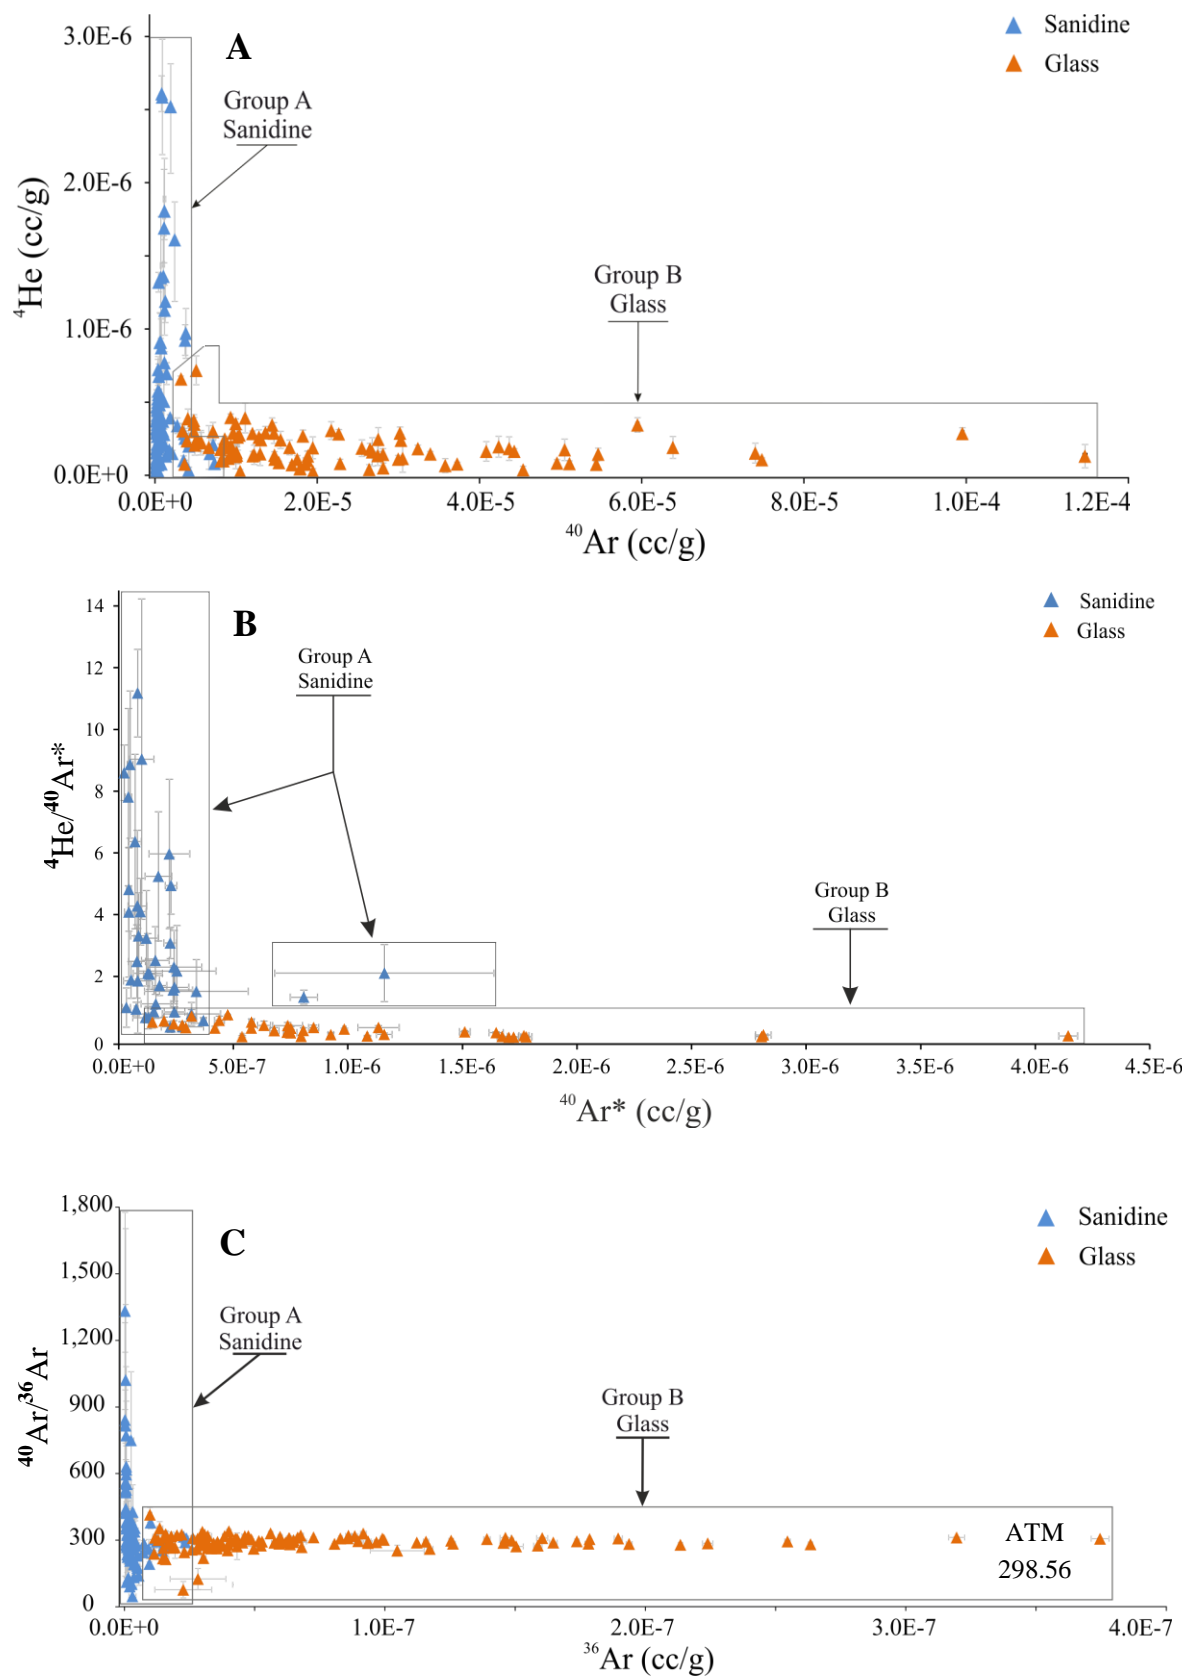 A
Sanidine
Glass
3.0E-6
2.0E-6
1.0E-6
0.0E+0
⁴He (cc/g)
Group A
Sanidine
Group B
Glass
0.0E+0 2.0E-5 4.0E-5 6.0E-5 8.0E-5 1.0E-4 1.2E-4
⁴⁰Ar (cc/g)
B
Sanidine
Glass
14
12
10
8
6
4
2
0
⁴He/⁴⁰Ar*
Group A
Sanidine
Group B
Glass
0.0E+0 5.0E-7 1.0E-6 1.5E-6 2.0E-6 2.5E-6 3.0E-6 3.5E-6 4.0E-6 4.5E-6
⁴⁰Ar* (cc/g)
C
Sanidine
Glass
1,800
1,500
1,200
900
600
300
0
⁴⁰Ar/³⁶Ar
Group A
Sanidine
Group B
Glass
ATM
298.56
0.0E+0 1.0E-7 2.0E-7 3.0E-7 4.0E-7
³⁶Ar (cc/g)